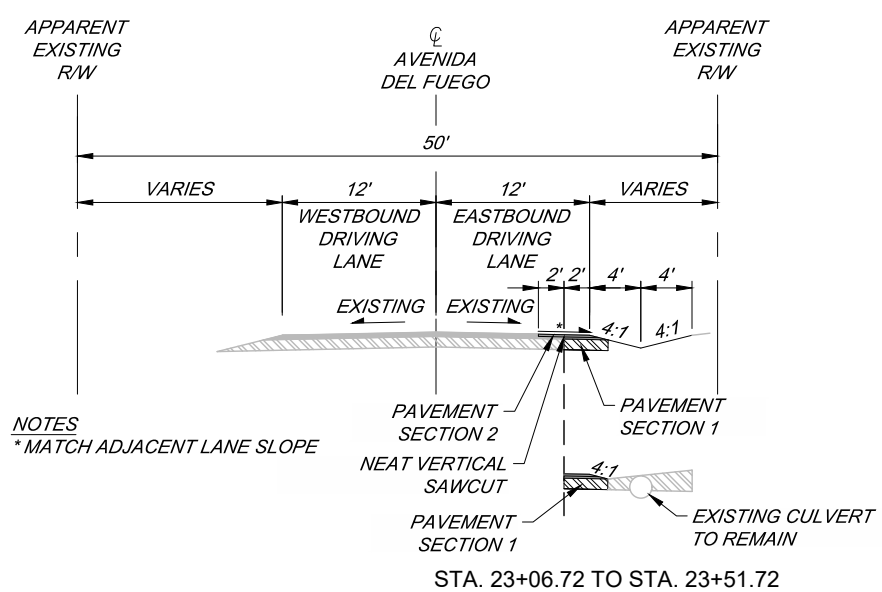 APPARENT
EXISTING
R/W
℄
AVENIDA
DEL FUEGO
APPARENT
EXISTING
R/W
50'
VARIES
12'
12'
VARIES
WESTBOUND
DRIVING
LANE
EASTBOUND
DRIVING
LANE
2'
2'
4'
4'
EXISTING
EXISTING
*
4:1
4:1
NOTES
* MATCH ADJACENT LANE SLOPE
PAVEMENT
SECTION 2
PAVEMENT
SECTION 1
NEAT VERTICAL
SAWCUT
4:1
PAVEMENT
SECTION 1
EXISTING CULVERT
TO REMAIN
STA. 23+06.72 TO STA. 23+51.72